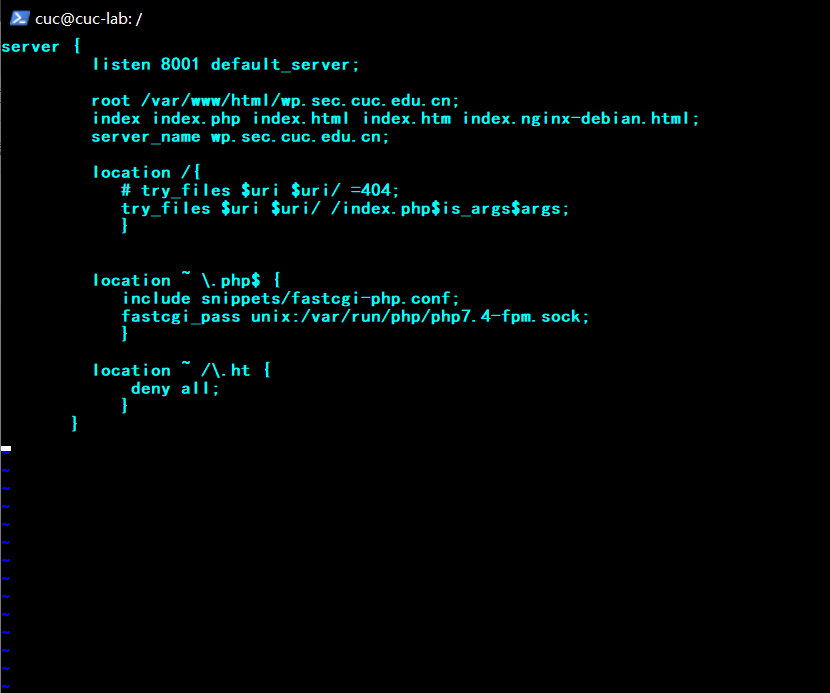 cuc@cuc-lab: /
server {
listen 8001 default_server;
root /var/www/html/wp.sec.cuc.edu.cn;
index index.php index.html index.htm index.nginx-debian.html;
server_name wp.sec.cuc.edu.cn;
location /{
# try_files $uri $uri/ =404;
try_files $uri $uri/ /index.php$is_args$args;
}
location ~ \.php$ {
include snippets/fastcgi-php.conf;
fastcgi_pass unix:/var/run/php/php7.4-fpm.sock;
}
location ~ /\.ht {
deny all;
}
}
~
~
~
~
~
~
~
~
~
~
~
~
~
~